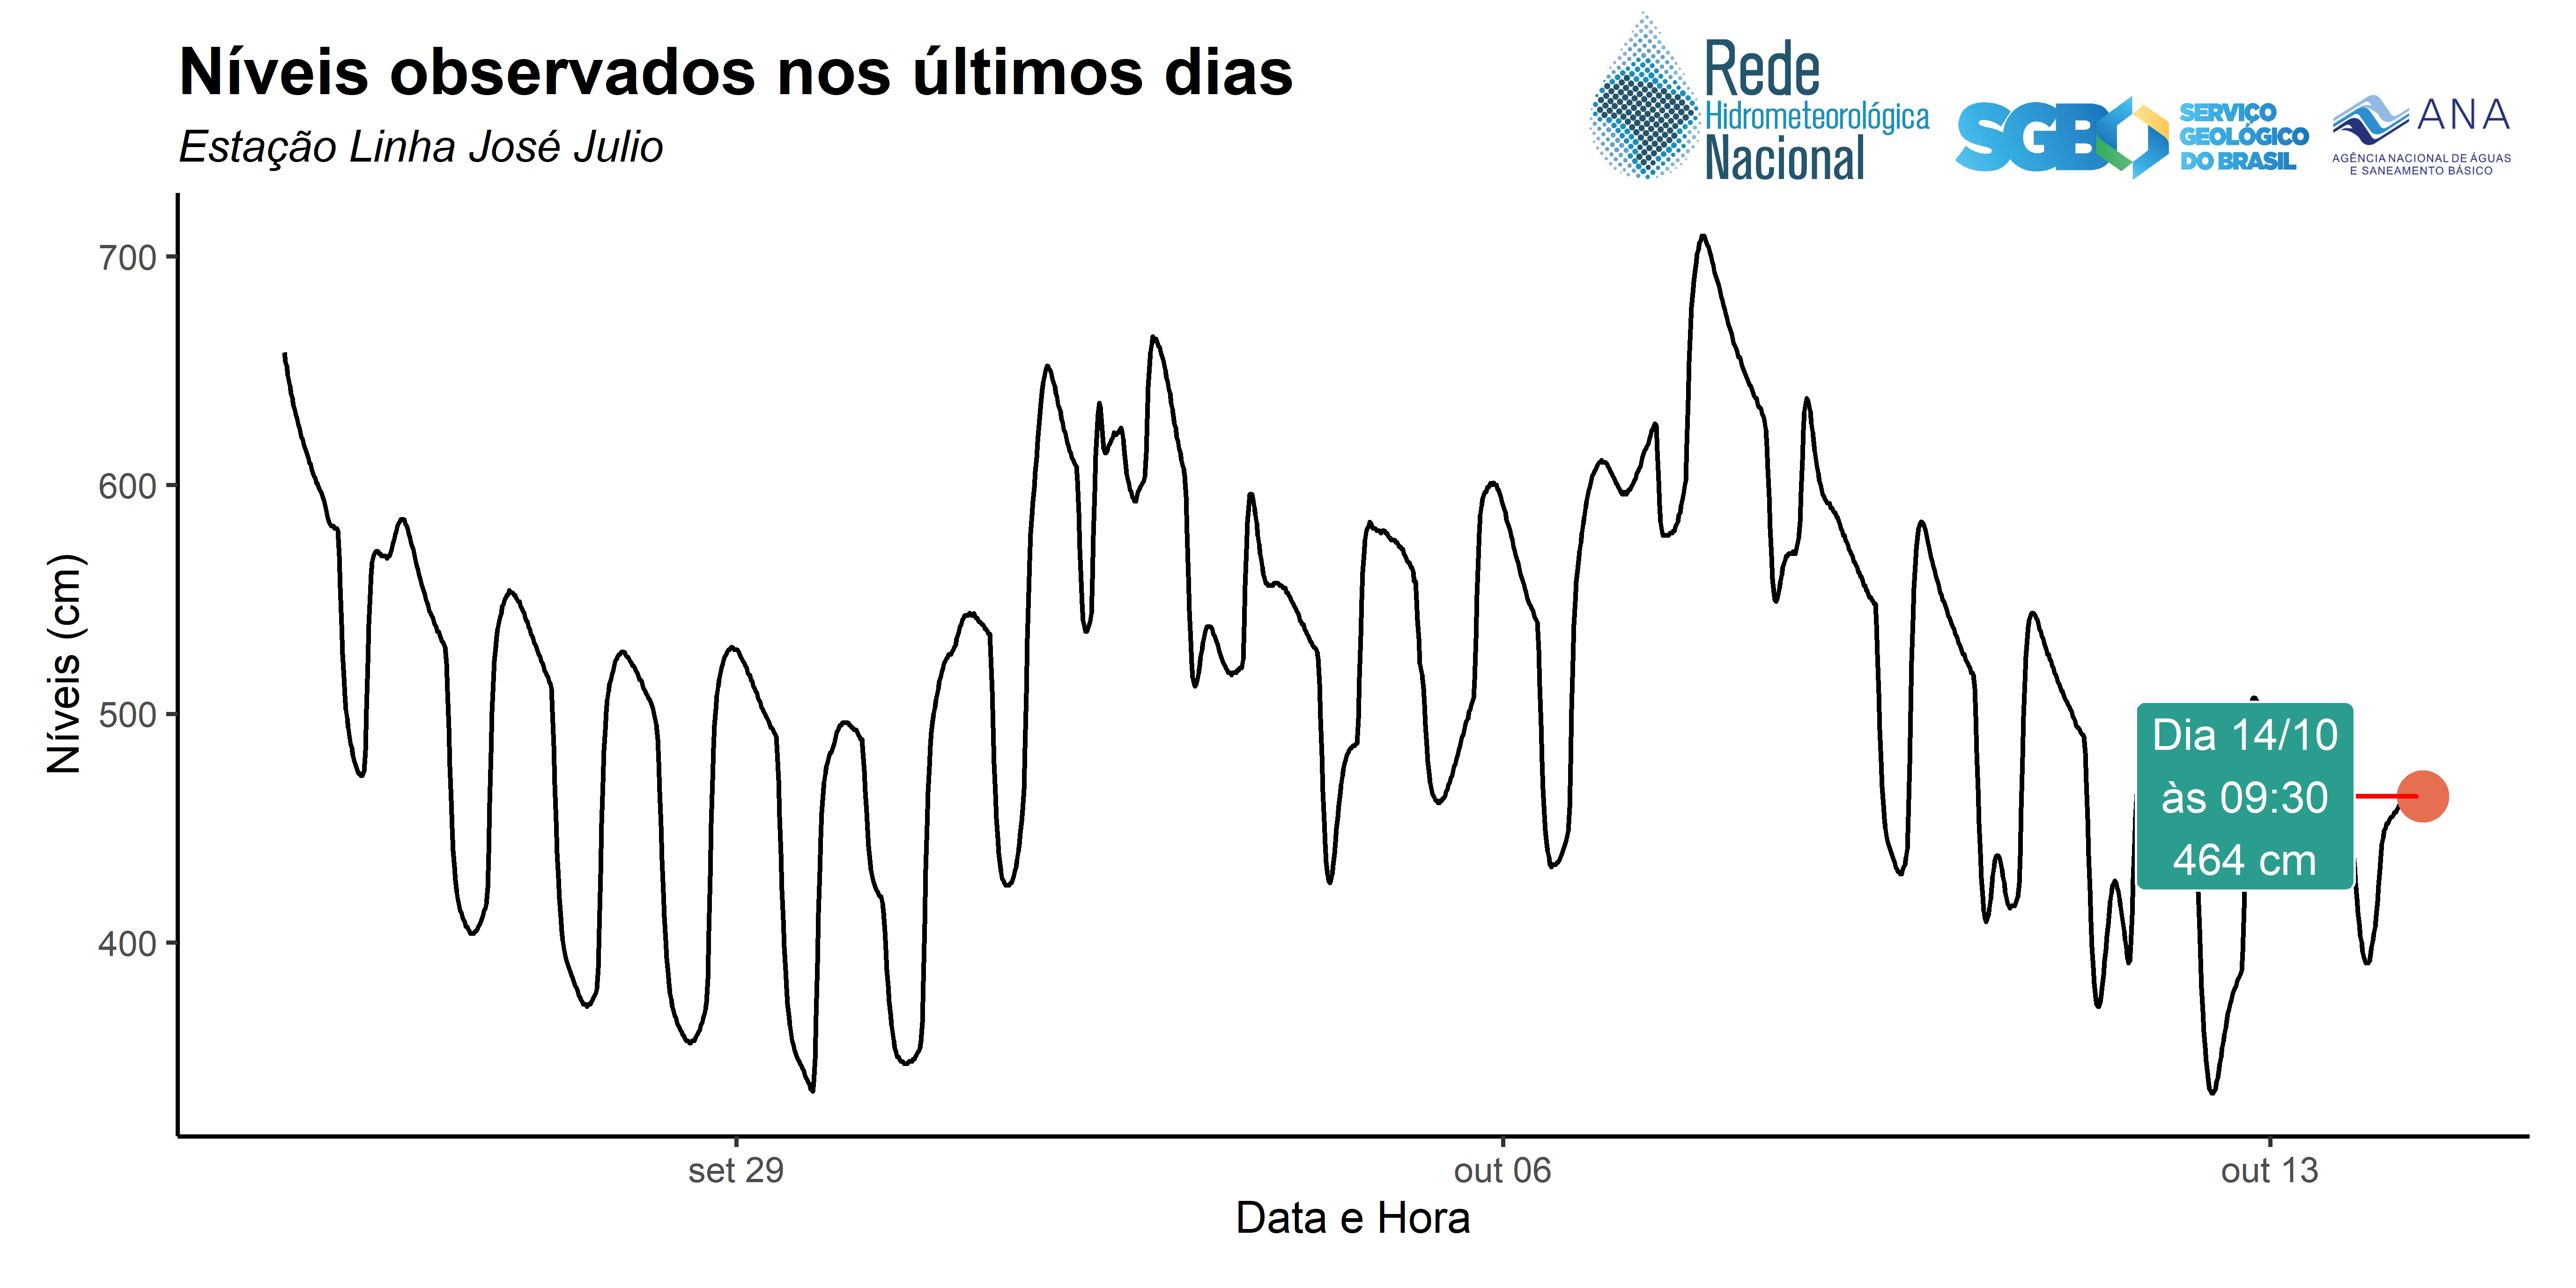 Níveis observados nos últimos dias
Estação Linha José Julio
Rede
Hidrometeorológica
Nacional
SGB
SERVIÇO
GEOLÓGICO
DO BRASIL
ANA
AGÊNCIA NACIONAL DE ÁGUAS
E SANEAMENTO BÁSICO
Níveis (cm)
700
600
500
400
Dia 14/10
às 09:30
464 cm
set 29
out 06
out 13
Data e Hora